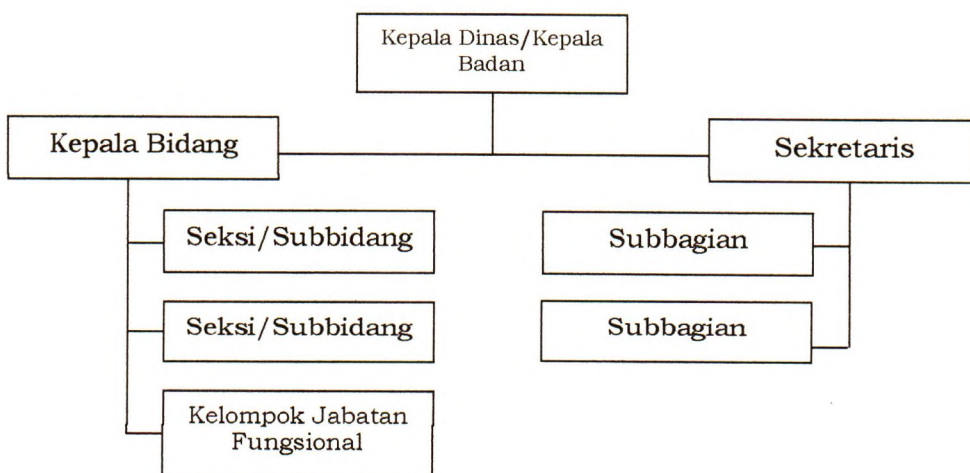 Kepala Dinas/Kepala
Badan
Kepala Bidang
Sekretaris
Seksi/Subbidang
Subbagian
Seksi/Subbidang
Subbagian
Kelompok Jabatan
Fungsional